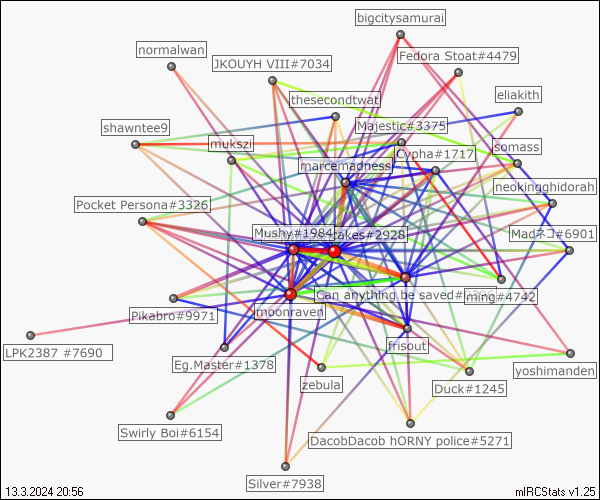 bigcitysamurai
normalwan
Fedora Stoat#4479
JKOUYH VIII#7034
eliakith
thesecondtwat
shawntee9
Majestic#3375
mukszii
somass
Cypha#1717
marcemadness
neokingghidorah
Pocket Persona#3326
Mushy#1984
cakes#2928
Madネコ#6901
Can anything be saved#
ming#4742
Pikabro#9971
moonraven
frisout
LPK2387 #7690
Eg.Master#1378
yoshimanden
zebula
Duck#1245
Swirly Boi#6154
DacobDacob hORNY police#5271
Silver#7938
13.3.2024 20:56
mIRCStats v1.25